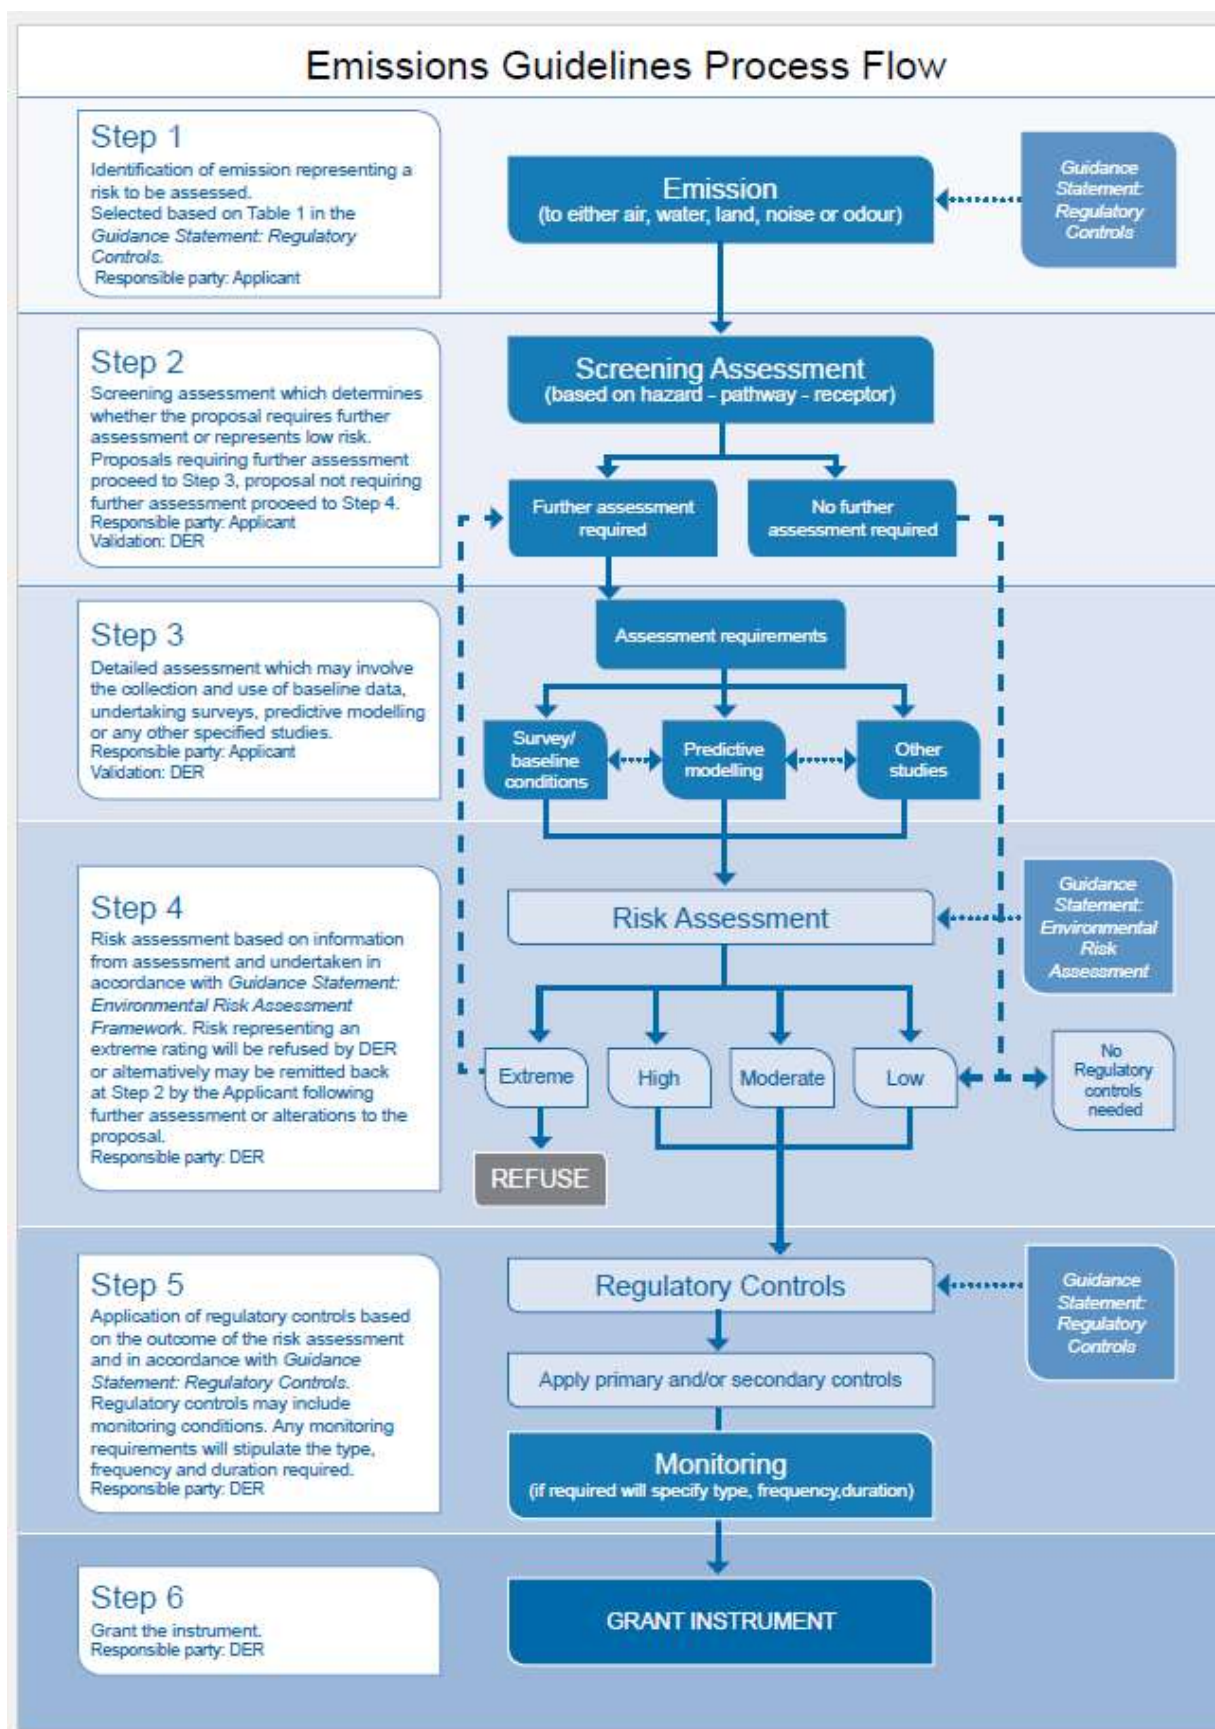 Emissions Guidelines Process Flow
Step 1
Identification of emission representing a
risk to be assessed.
Selected based on Table 1 in the
Guidance Statement: Regulatory
Controls.
Responsible party: Applicant
Emission
(to either air, water, land, noise or odour)
Guidance
Statement:
Regulatory
Controls
Step 2
Screening assessment which determines
whether the proposal requires further
assessment or represents low risk.
Proposals requiring further assessment
proceed to Step 3, proposal not requiring
further assessment proceed to Step 4.
Responsible party: Applicant
Validation: DER
Screening Assessment
(based on hazard - pathway - receptor)
Further assessment
required
No further
assessment required
Step 3
Detailed assessment which may involve
the collection and use of baseline data,
undertaking surveys, predictive modelling
or any other specified studies.
Responsible party: Applicant
Validation: DER
Assessment requirements
Survey/
baseline
conditions
Predictive
modelling
Other
studies
Step 4
Risk assessment based on information
from assessment and undertaken in
accordance with Guidance Statement:
Environmental Risk Assessment
Framework. Risk representing an
extreme rating will be refused by DER
or alternatively may be remitted back
at Step 2 by the Applicant following
further assessment or alterations to the
proposal.
Responsible party: DER
Risk Assessment
Guidance
Statement:
Environmental
Risk
Assessment
Extreme
High
Moderate
Low
No
Regulatory
controls
needed
REFUSE
Step 5
Application of regulatory controls based
on the outcome of the risk assessment
and in accordance with Guidance
Statement: Regulatory Controls.
Regulatory controls may include
monitoring conditions. Any monitoring
requirements will stipulate the type,
frequency and duration required.
Responsible party: DER
Regulatory Controls
Guidance
Statement:
Regulatory
Controls
Apply primary and/or secondary controls
Monitoring
(if required will specify type, frequency,duration)
Step 6
Grant the instrument.
Responsible party: DER
GRANT INSTRUMENT